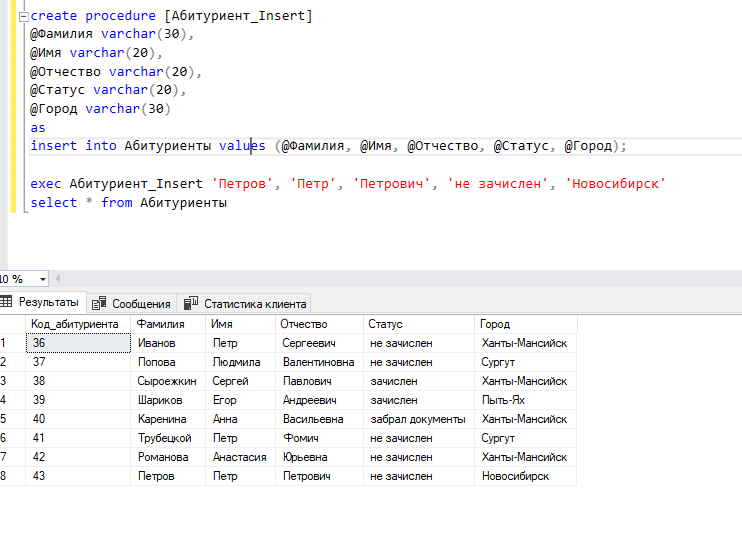 create procedure [Абитуриент_Insert]
@Фамилия varchar(30),
@Имя varchar(20),
@Отчество varchar(20),
@Статус varchar(20),
@Город varchar(30)
as
insert into Абитуриенты values (@Фамилия, @Имя, @Отчество, @Статус, @Город);
exec Абитуриент_Insert 'Петров', 'Петр', 'Петрович', 'не зачислен', 'Новосибирск'
select * from Абитуриенты
10 %
Результаты Сообщения Статистика клиента
Код_абитуриента Фамилия Имя Отчество Статус Город
1 36 Иванов Петр Сергеевич не зачислен Ханты-Мансийск
2 37 Попова Людмила Валентиновна не зачислен Сургут
3 38 Сыроежкин Сергей Павлович зачислен Ханты-Мансийск
4 39 Шариков Егор Андреевич зачислен Пыть-Ях
5 40 Каренина Анна Васильевна забрал документы Ханты-Мансийск
6 41 Трубецкой Петр Фомич не зачислен Сургут
7 42 Романова Анастасия Юрьевна не зачислен Ханты-Мансийск
8 43 Петров Петр Петрович не зачислен Новосибирск